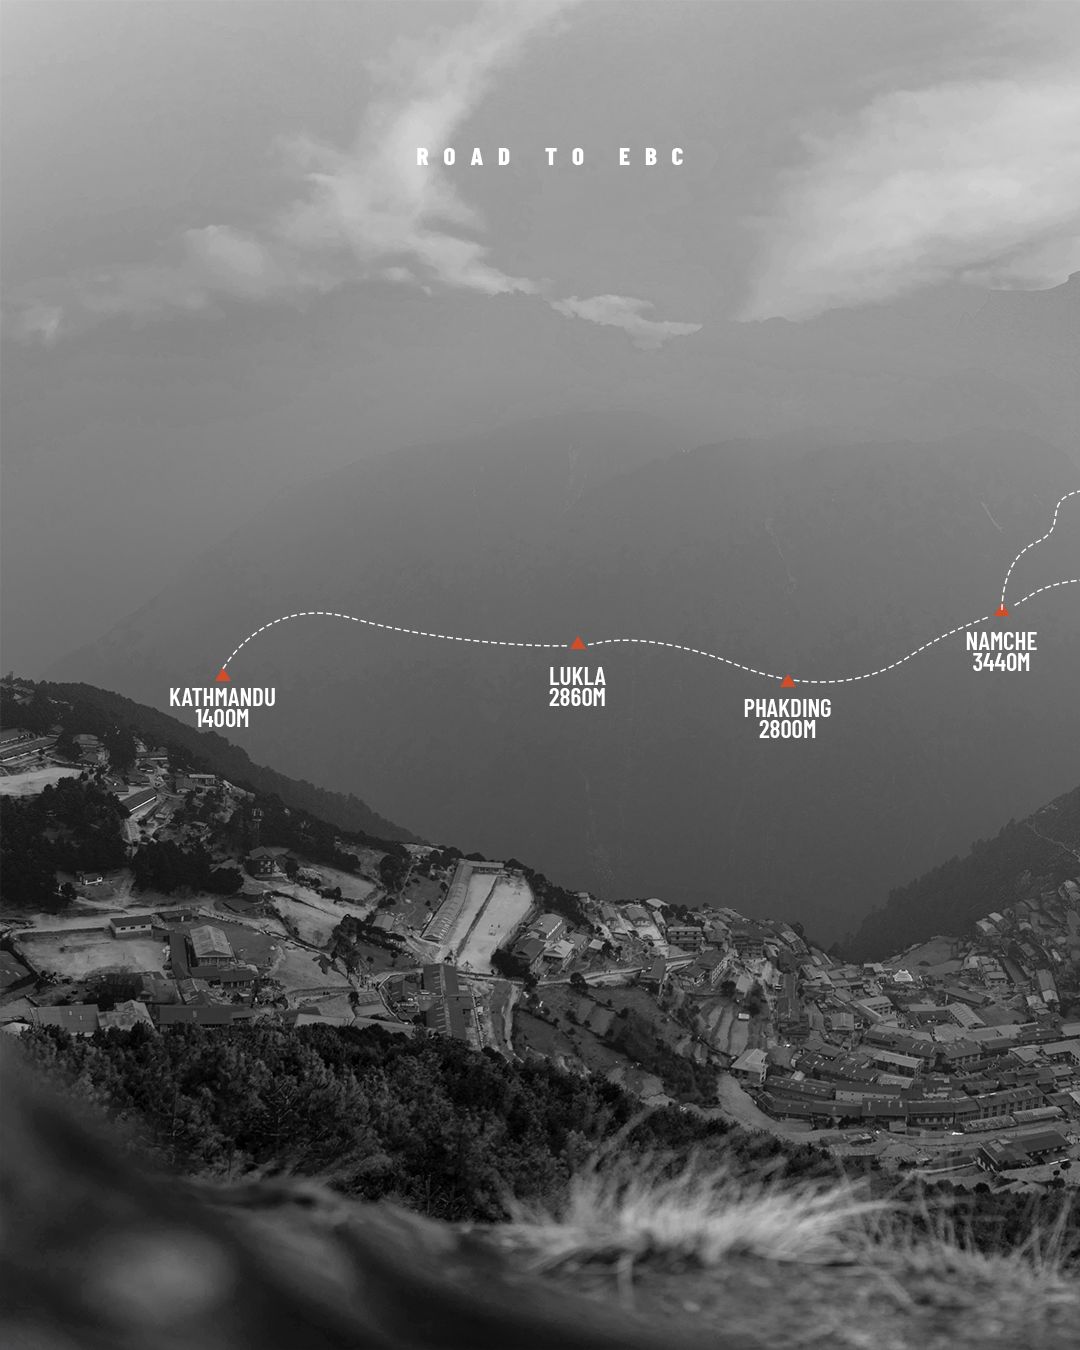 ROAD TO EBC
KATHMANDU
1400M
LUKLA
2860M
PHAKDING
2800M
NAMCHE
3440M